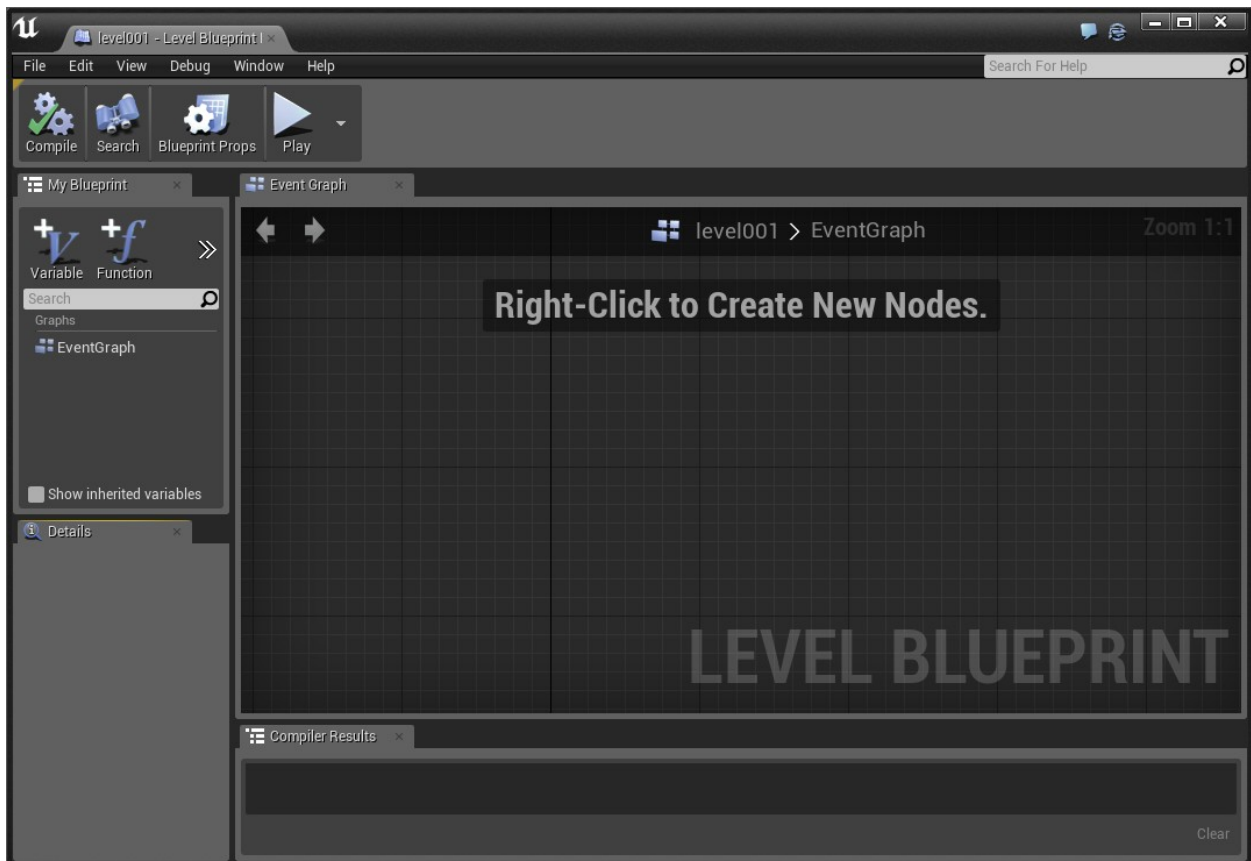 level001 - Level Blueprint
File Edit View Debug Window Help
Search For Help
Compile Search Blueprint Props Play
My Blueprint
Event Graph
Variable Function
Search
Graphs
EventGraph
Show inherited variables
Details
level001 > EventGraph
Zoom 1:1
Right-Click to Create New Nodes.
LEVEL BLUEPRINT
Compiler Results
Clear